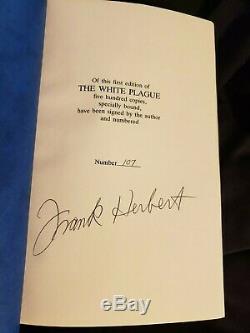 Of this first edition of
THE WHITE PLAGUE
five hundred copies,
specially bound,
have been signed by the author
and numbered
Number 107
Frank Herbert